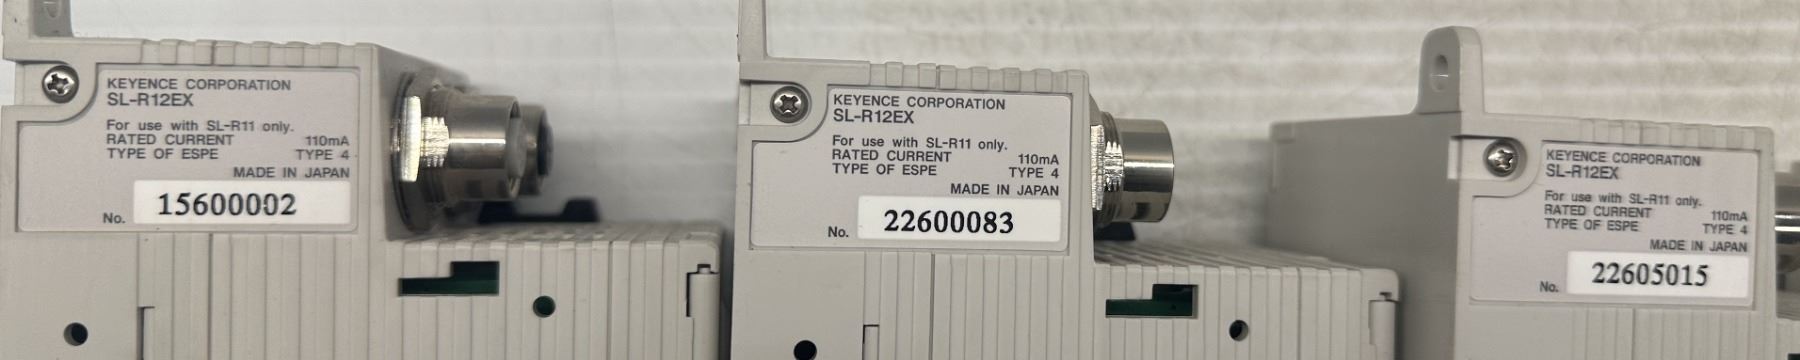 KEYENCE CORPORATION
SL-R12EX
For use with SL-R11 only.
RATED CURRENT 110mA
TYPE OF ESPE TYPE 4
MADE IN JAPAN
No. 15600002
KEYENCE CORPORATION
SL-R12EX
For use with SL-R11 only.
RATED CURRENT 110mA
TYPE OF ESPE TYPE 4
MADE IN JAPAN
No. 22600083
KEYENCE CORPORATION
SL-R12EX
For use with SL-R11 only.
RATED CURRENT 110mA
TYPE OF ESPE TYPE 4
MADE IN JAPAN
No. 22605015